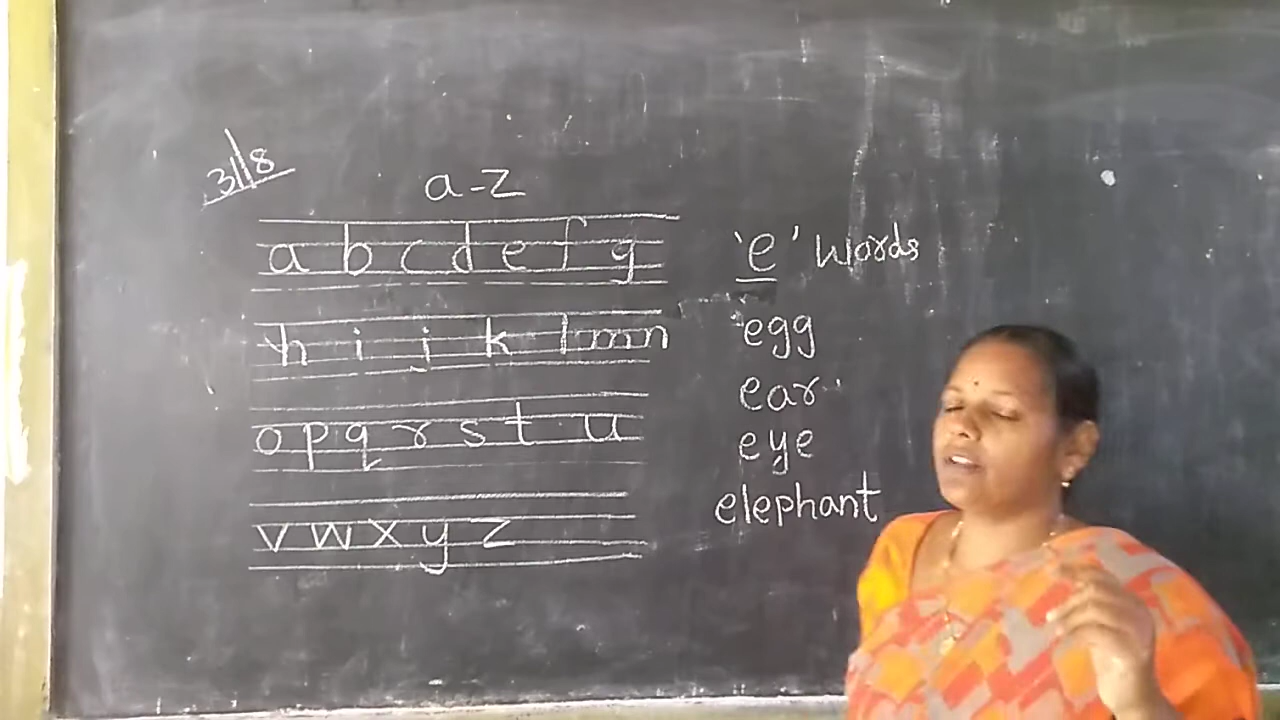 31/8
a-z
a b c d e f g
h i j k l m n
o p q r s t u
v w x y z
'e' words
egg
ear
eye
elephant